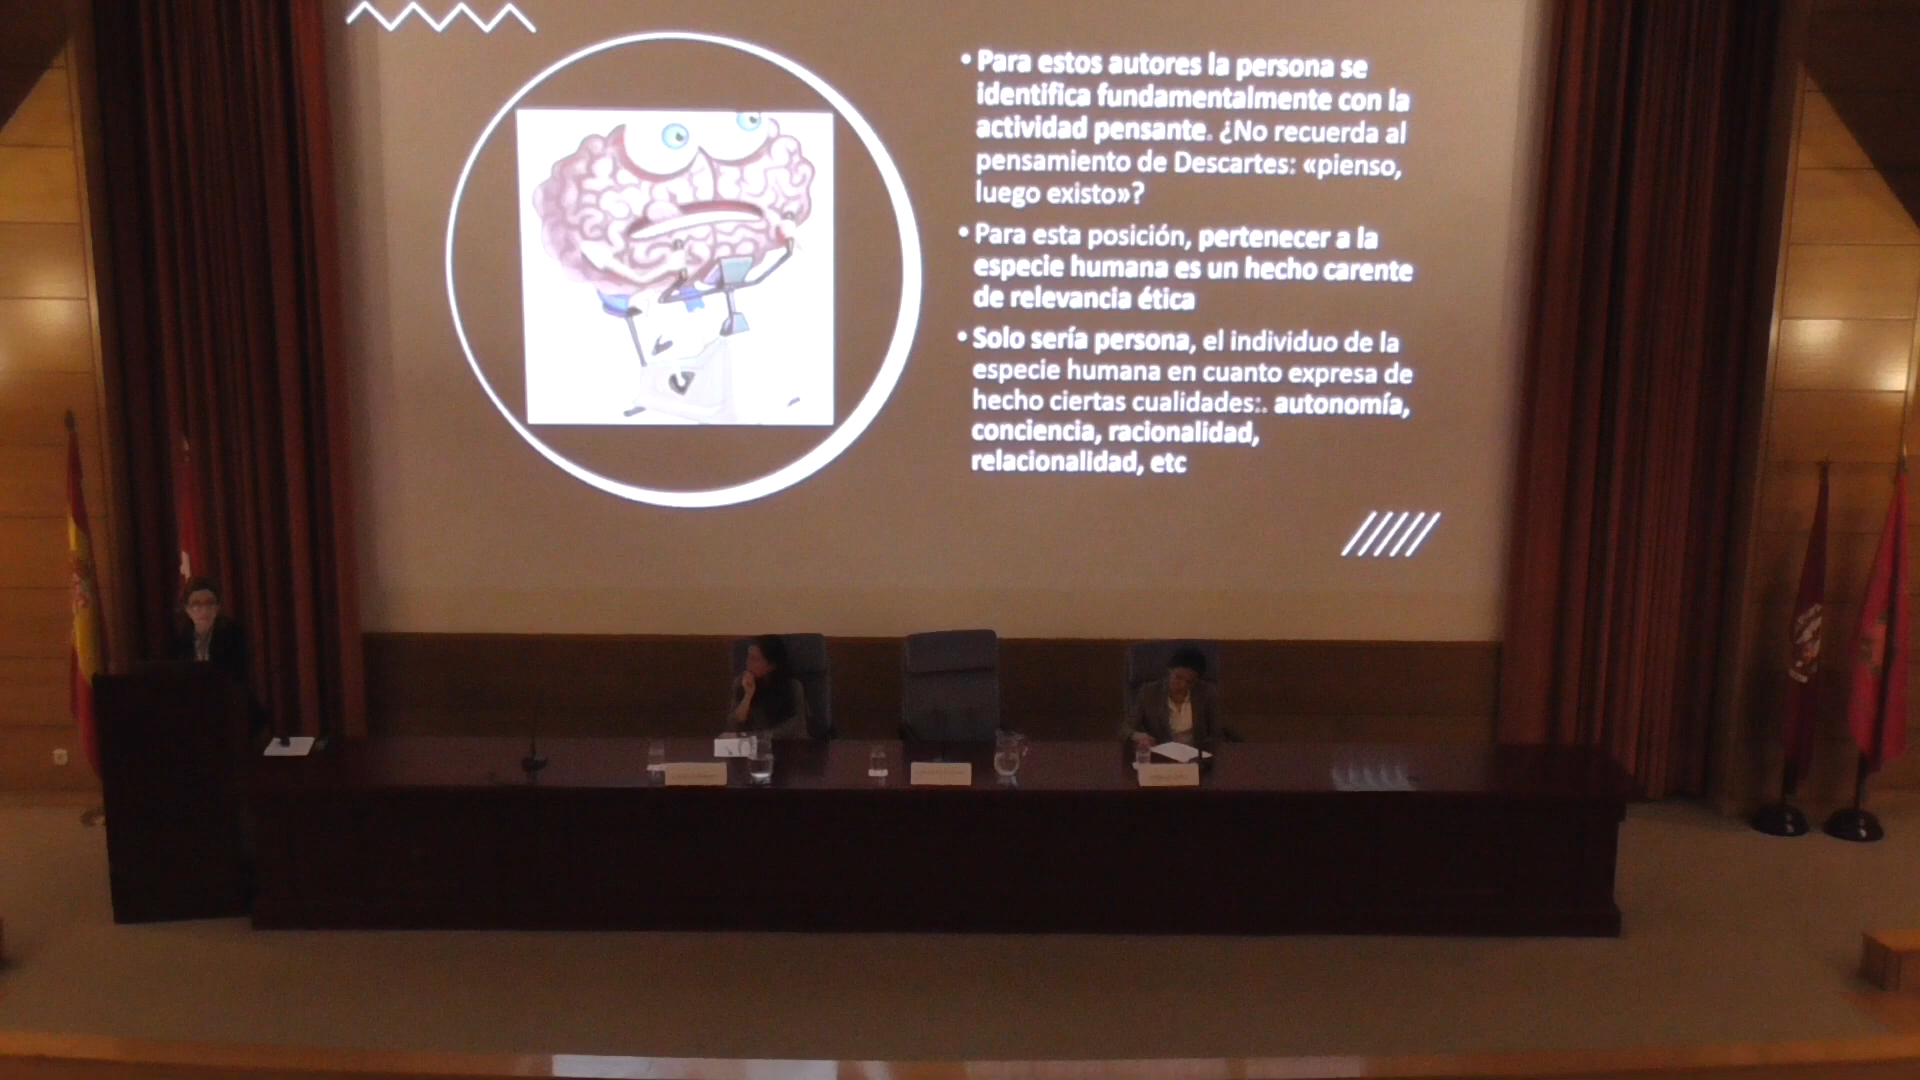 • Para estos autores la persona se
identifica fundamentalmente con la
actividad pensante. ¿No recuerda al
pensamiento de Descartes: «pienso,
luego existo»?
• Para esta posición, pertenecer a la
especie humana es un hecho carente
de relevancia ética
• Solo sería persona, el individuo de la
especie humana en cuanto expresa de
hecho ciertas cualidades:. autonomía,
conciencia, racionalidad,
relacionalidad, etc